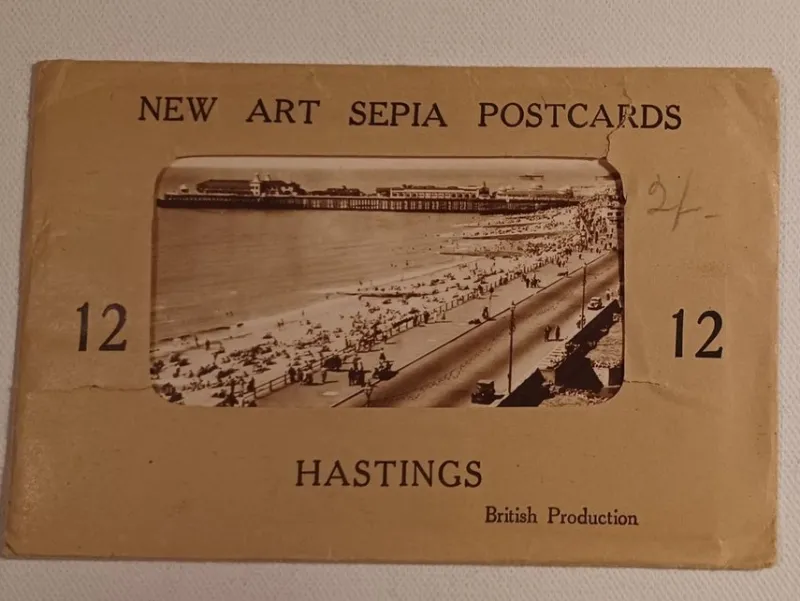 NEW ART SEPIA POSTCARDS
2/-
12
12
HASTINGS
British Production